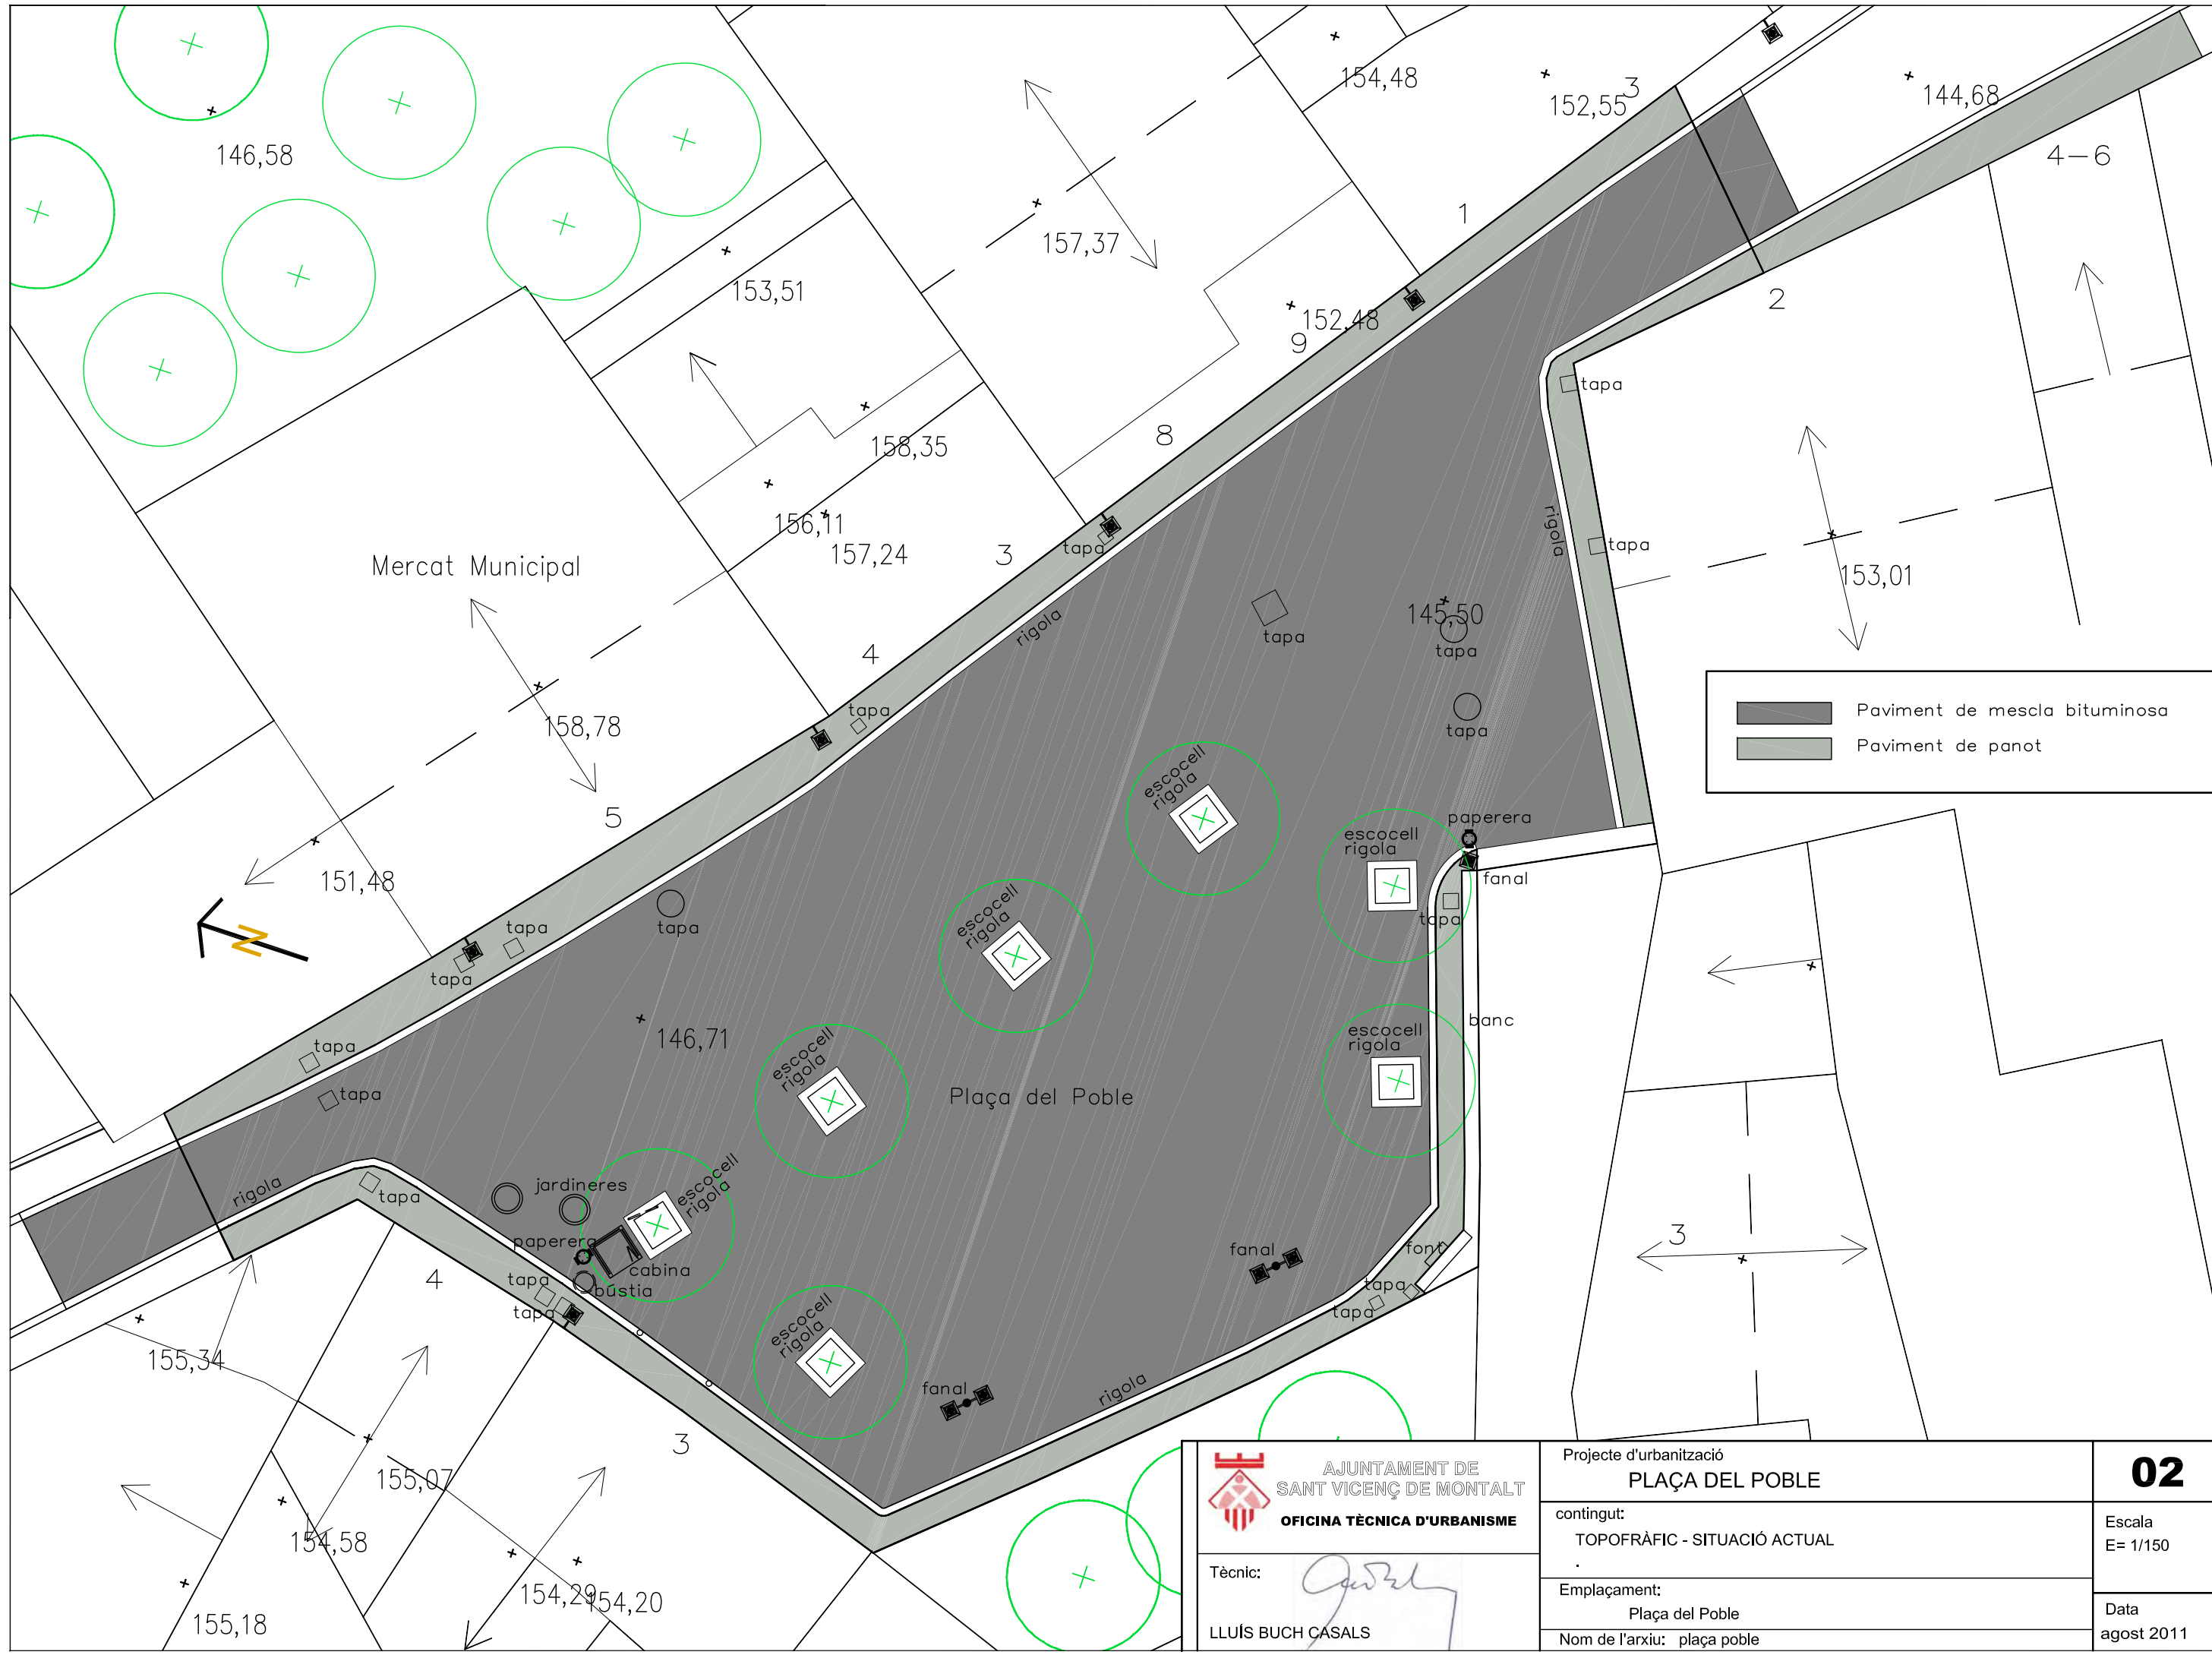 146,58
154,48
152,55
3
144,68
4-6
157,37
1
153,51
152,48
9
2
tapa
158,35
8
156,11
157,24
3
tapa
rigola
tapa
153,01
Mercat Municipal
rigola
tapa
145,50
tapa
4
tapa
158,78
tapa
Paviment de mescla bituminosa
Paviment de panot
5
escocell
rigola
escocell
rigola
paperera
fanal
151,48
N
tapa
tapa
tapa
escocell
rigola
tapa
tapa
tapa
146,71
escocell
rigola
Plaça del Poble
escocell
rigola
banc
rigola
tapa
jardineres
escocell
rigola
paperera
cabina
bústia
4
tapa
tapa
fanal
font
tapa
tapa
3
155,34
escocell
rigola
fanal
rigola
3
155,07
154,58
154,29
154,20
155,18
AJUNTAMENT DE
SANT VICENÇ DE MONTALT
OFICINA TÈCNICA D'URBANISME
Tècnic:
LLUÍS BUCH CASALS
Projecte d'urbanització
PLAÇA DEL POBLE
contingut:
TOPOFRÀFIC - SITUACIÓ ACTUAL
.
Emplaçament:
Plaça del Poble
Nom de l'arxiu: plaça poble
02
Escala
E= 1/150
Data
agost 2011